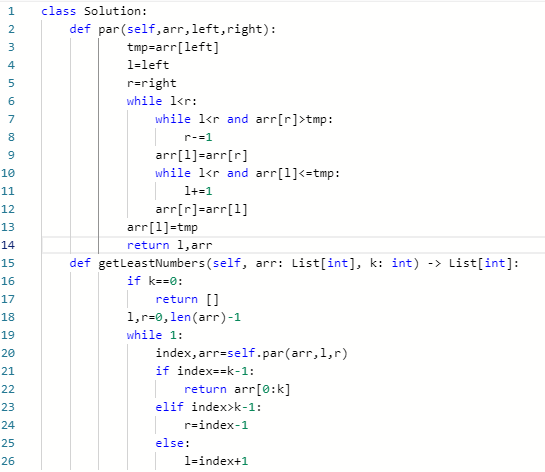 1 class Solution:
2     def par(self,arr,left,right):
3             tmp=arr[left]
4             l=left
5             r=right
6             while l<r:
7                 while l<r and arr[r]>tmp:
8                     r-=1
9                 arr[l]=arr[r]
10                 while l<r and arr[l]<=tmp:
11                     l+=1
12                 arr[r]=arr[l]
13             arr[l]=tmp
14             return l,arr
15     def getLeastNumbers(self, arr: List[int], k: int) -> List[int]:
16             if k==0:
17                 return []
18             l,r=0,len(arr)-1
19             while 1:
20                 index,arr=self.par(arr,l,r)
21                 if index==k-1:
22                     return arr[0:k]
23                 elif index>k-1:
24                     r=index-1
25                 else:
26                     l=index+1